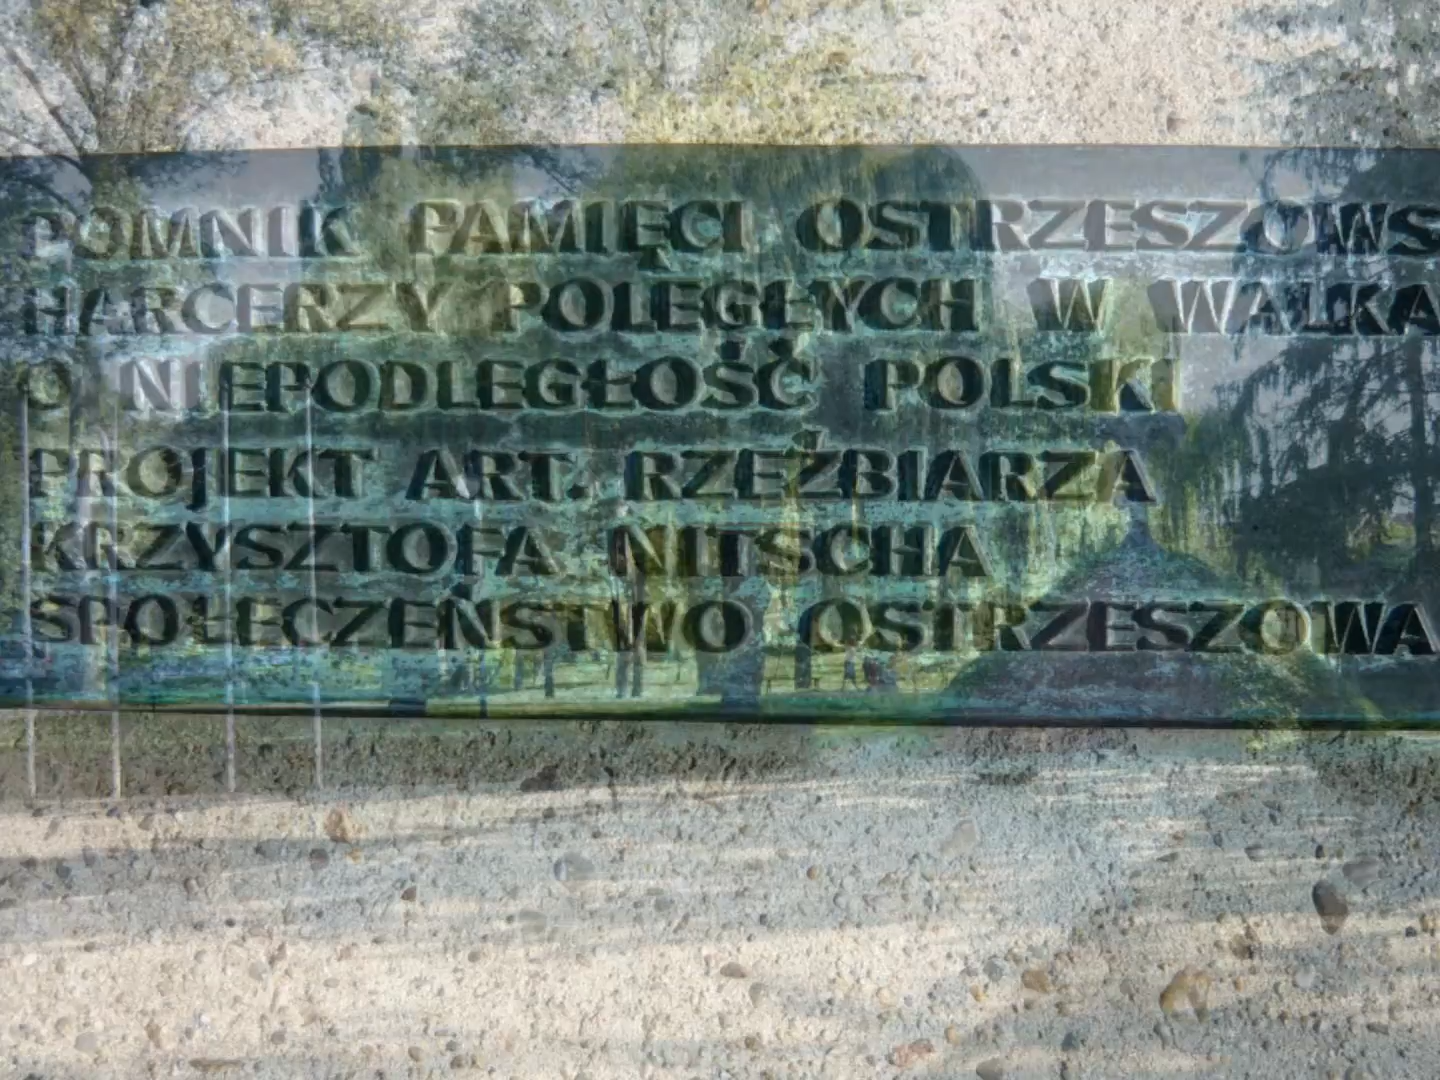 POMNIK PAMIĘCI OSTRZESZOWS
HARCERZY POLEGŁYCH W WALKA
O NIEPODLEGŁOŚĆ POLSKI
PROJEKT ART. RZEŹBIARZA
KRZYSZTOFA NITSCHA
SPOŁECZEŃSTWO OSTRZESZOWA